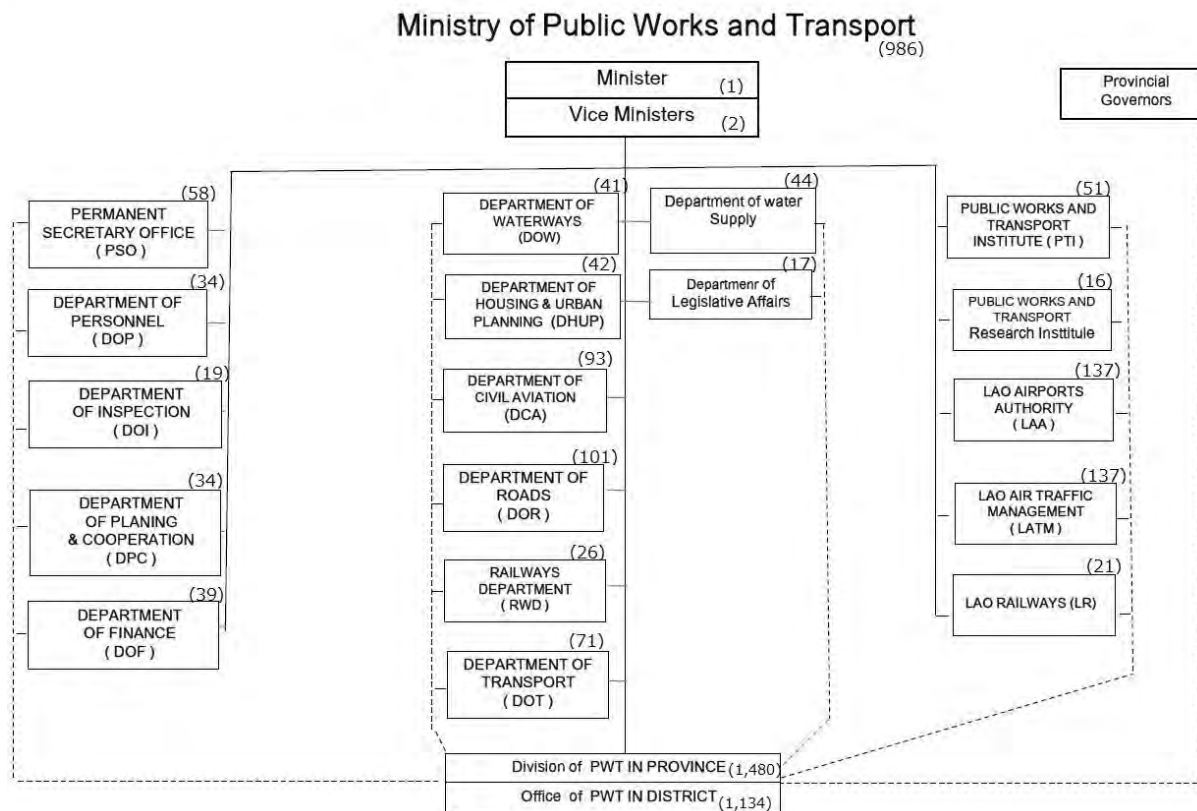 Ministry of Public Works and Transport
(986)
Minister
(1)
Vice Ministers
(2)
Provincial
Governors
(58)
PERMANENT
SECRETARY OFFICE
( PSO )
(34)
DEPARTMENT OF
PERSONNEL
( DOP )
(19)
DEPARTMENT
OF INSPECTION
( DOI )
(34)
DEPARTMENT
OF PLANING
& COOPERATION
( DPC )
(39)
DEPARTMENT
OF FINANCE
( DOF )
(41)
DEPARTMENT OF
WATERWAYS
(DOW)
(44)
Department of water
Supply
(42)
DEPARTMENT OF
HOUSING & URBAN
PLANNING (DHUP)
(17)
Departmenr of
Legislative Affairs
(93)
DEPARTMENT OF
CIVIL AVIATION
(DCA)
(101)
DEPARTMENT OF
ROADS
( DOR )
(26)
RAILWAYS
DEPARTMENT
( RWD )
(71)
DEPARTMENT OF
TRANSPORT
( DOT )
(51)
PUBLIC WORKS AND
TRANSPORT
INSTITUTE ( PTI )
(16)
PUBLIC WORKS AND
TRANSPORT
Research Institule
(137)
LAO AIRPORTS
AUTHORITY
( LAA )
(137)
LAO AIR TRAFFIC
MANAGEMENT
( LATM )
(21)
LAO RAILWAYS (LR)
Division of PWT IN PROVINCE (1,480)
Office of PWT IN DISTRICT (1,134)